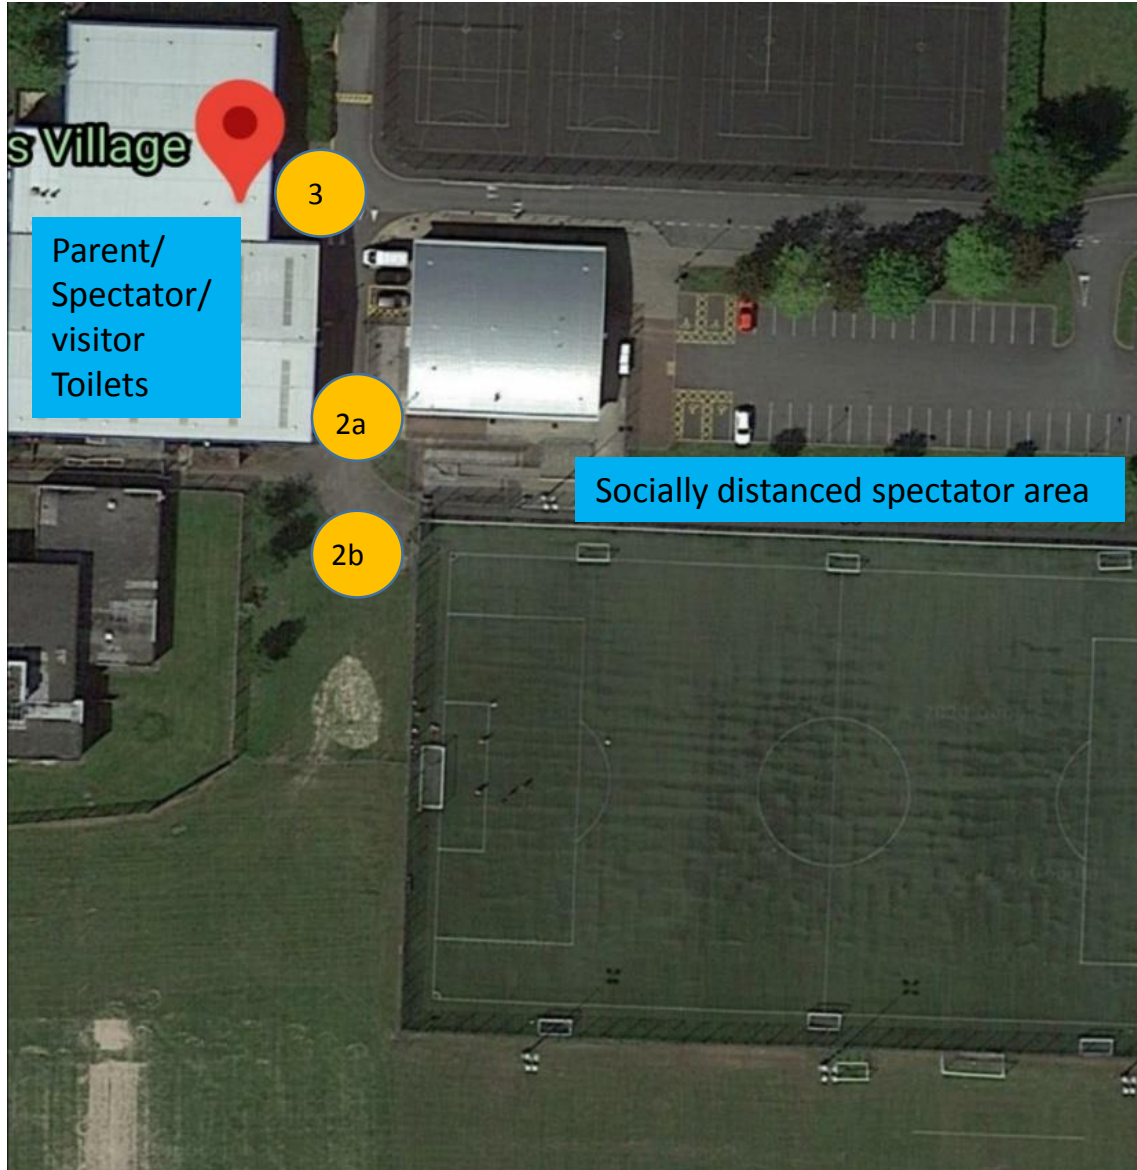 s Village
3
Parent/
Spectator/
visitor
Toilets
2a
Socially distanced spectator area
2b